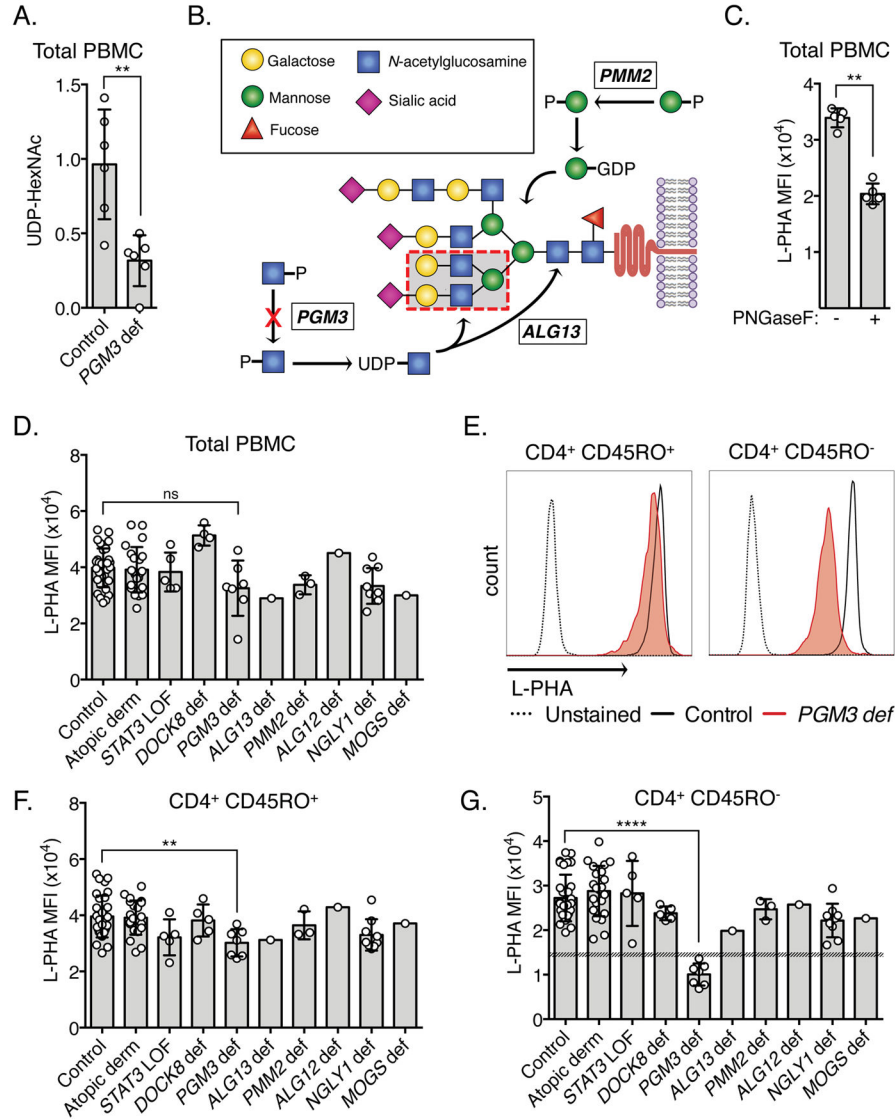 A.
Total PBMC
**
UDP-HexNAc
1.5
1.0
0.5
0.0
Control
PGM3 def
B.
Galactose
N-acetylglucosamine
Mannose
Sialic acid
Fucose
PMM2
P
P
GDP
P
X
PGM3
P
UDP
ALG13
C.
Total PBMC
**
L-PHA MFI (x10⁴)
4
3
2
1
PNGaseF: - +
D.
Total PBMC
ns
L-PHA MFI (x10⁴)
8
6
4
2
0
Control
Atopic derm
STAT3 LOF
DOCK8 def
PGM3 def
ALG13 def
PMM2 def
ALG12 def
NGLY1 def
MOGS def
E.
CD4⁺ CD45RO⁺
CD4⁺ CD45RO⁻
count
L-PHA
Unstained
Control
PGM3 def
F.
CD4⁺ CD45RO⁺
**
L-PHA MFI (x10⁴)
8
6
4
2
0
Control
Atopic derm
STAT3 LOF
DOCK8 def
PGM3 def
ALG13 def
PMM2 def
ALG12 def
NGLY1 def
MOGS def
G.
CD4⁺ CD45RO⁻
****
L-PHA MFI (x10⁴)
5
4
3
2
1
0
Control
Atopic derm
STAT3 LOF
DOCK8 def
PGM3 def
ALG13 def
PMM2 def
ALG12 def
NGLY1 def
MOGS def